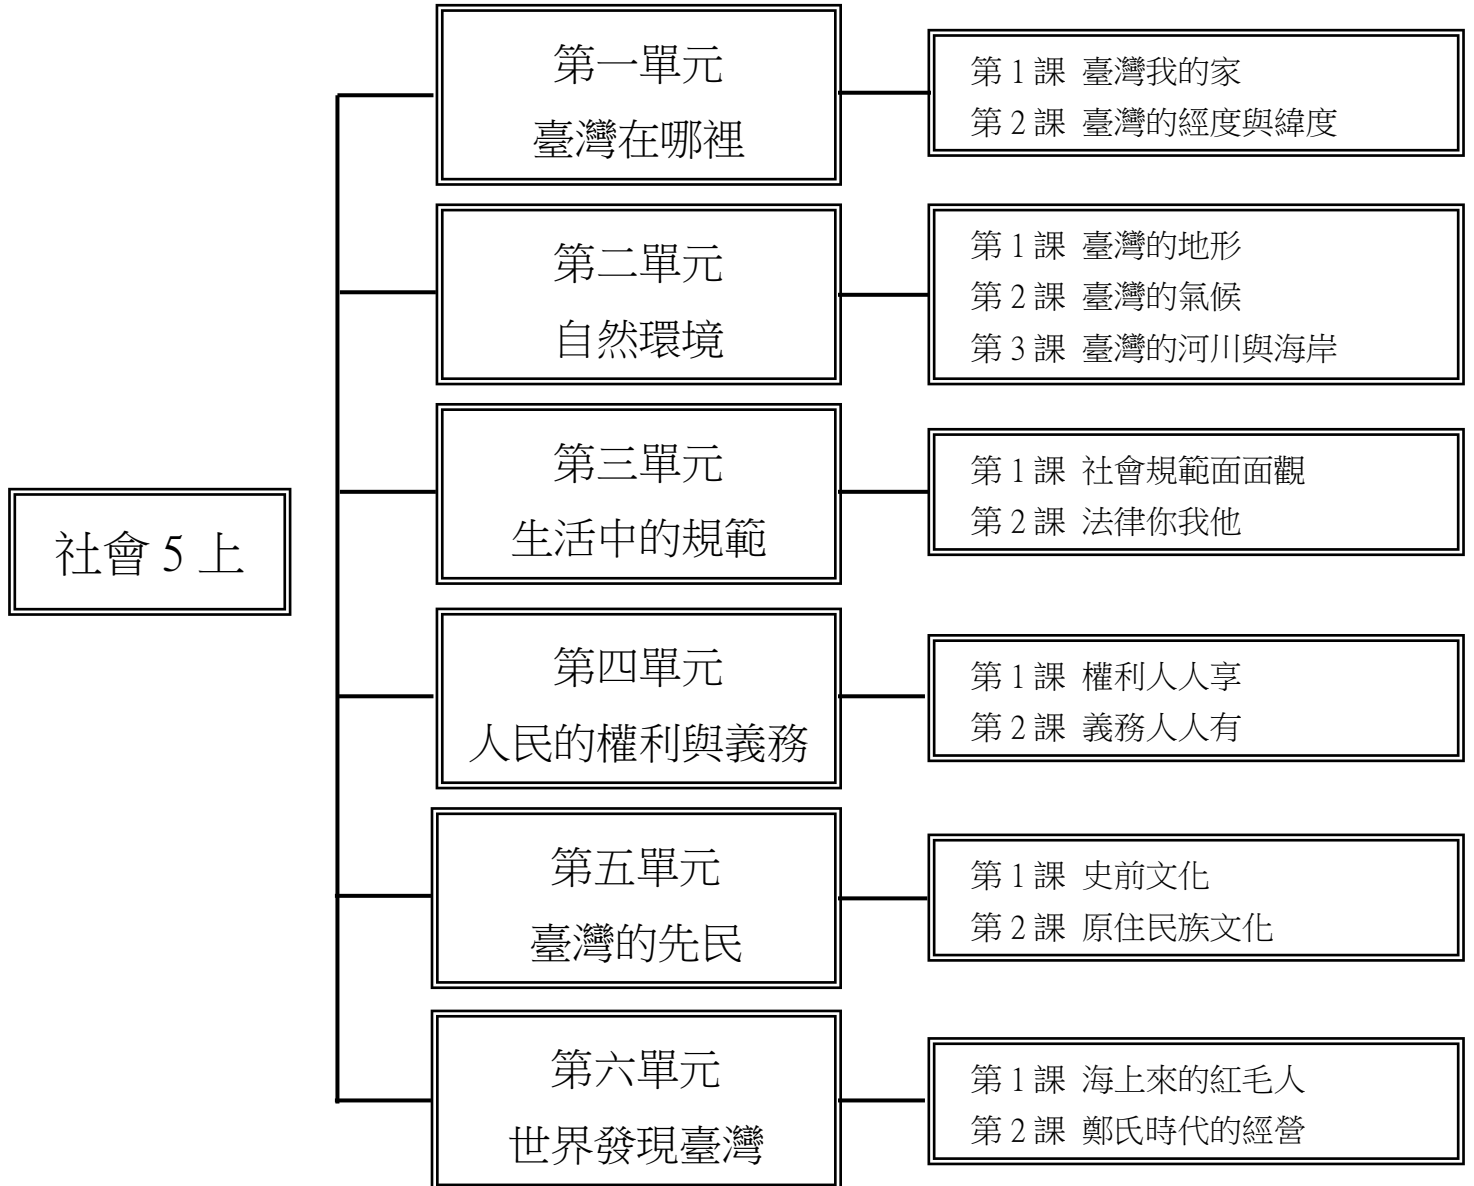 社會 5 上
第一單元
臺灣在哪裡
第 1 課 臺灣我的家
第 2 課 臺灣的經度與緯度
第二單元
自然環境
第 1 課 臺灣的地形
第 2 課 臺灣的氣候
第 3 課 臺灣的河川與海岸
第三單元
生活中的規範
第 1 課 社會規範面面觀
第 2 課 法律你我他
第四單元
人民的權利與義務
第 1 課 權利人人享
第 2 課 義務人人有
第五單元
臺灣的先民
第 1 課 史前文化
第 2 課 原住民族文化
第六單元
世界發現臺灣
第 1 課 海上來的紅毛人
第 2 課 鄭氏時代的經營